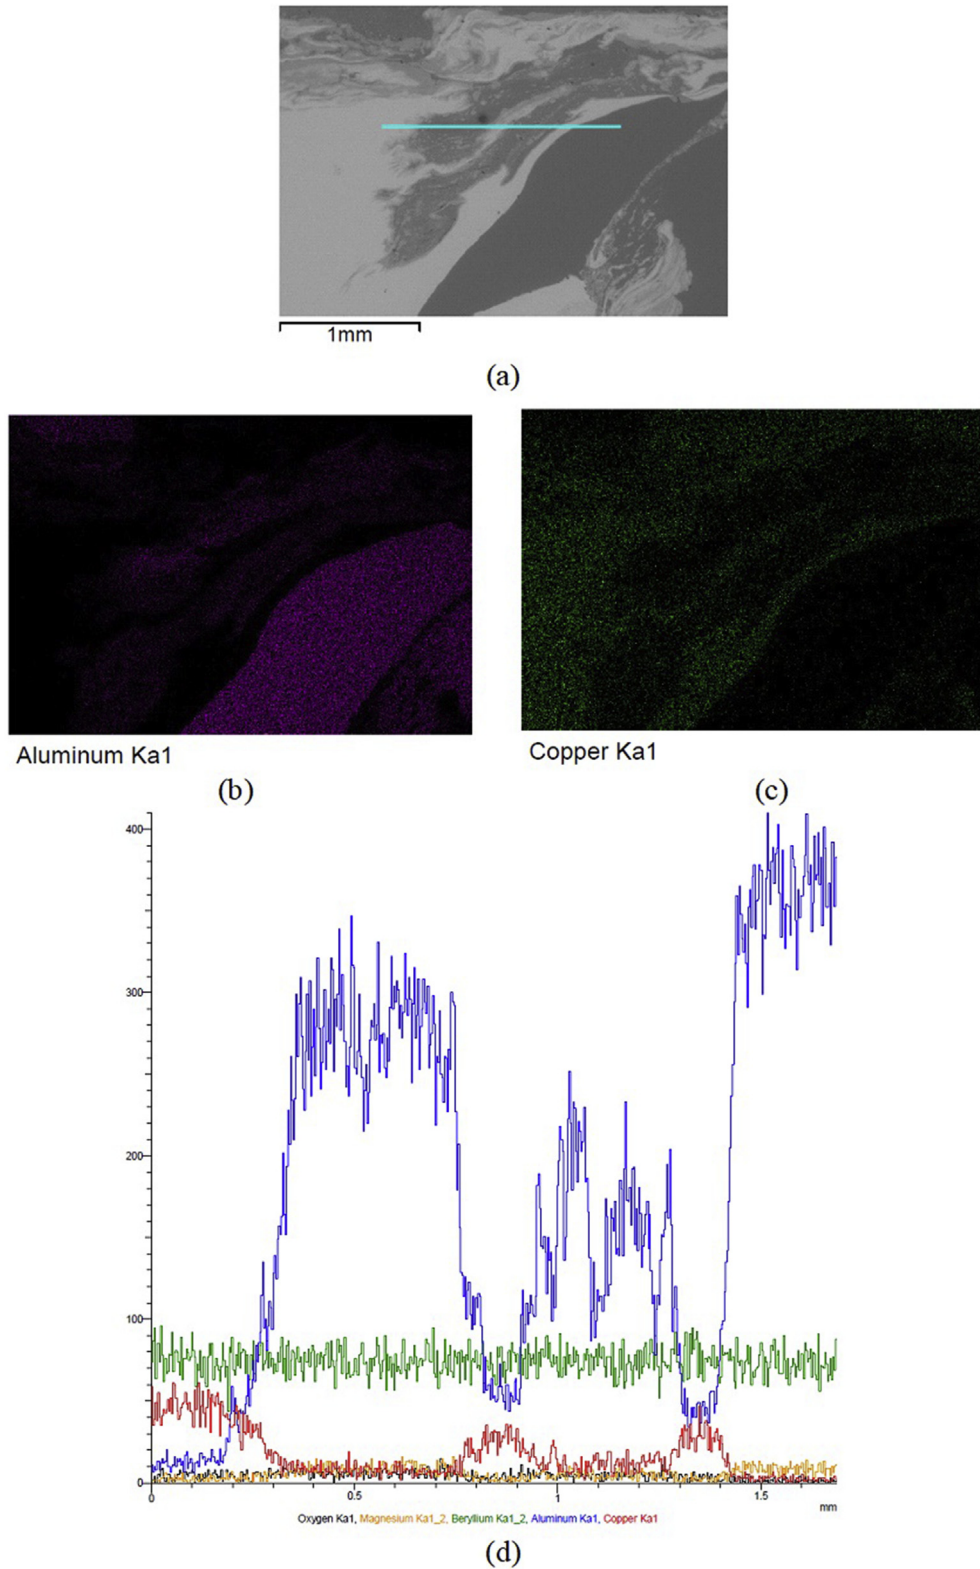 1mm
(a)
Aluminum Ka1
Copper Ka1
(b)
(c)
400
300
200
100
0
0
0.5
1
1.5
mm
Oxygen Ka1, Magnesium Ka1_2, Beryllium Ka1_2, Aluminum Ka1, Copper Ka1
(d)